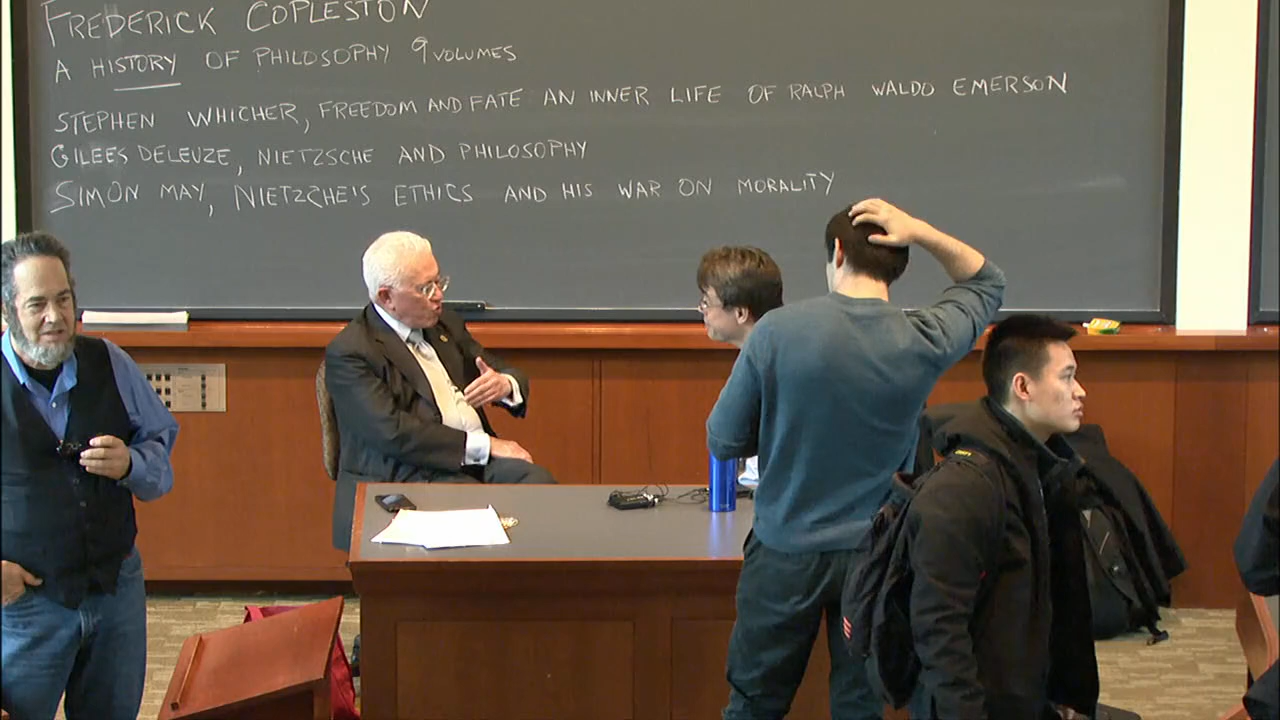 FREDERICK COPLESTON
A HISTORY OF PHILOSOPHY 9 VOLUMES
STEPHEN WHICHER, FREEDOM AND FATE AN INNER LIFE OF RALPH WALDO EMERSON
GILEES DELEUZE, NIETZSCHE AND PHILOSOPHY
SIMON MAY, NIETZCHE'S ETHICS AND HIS WAR ON MORALITY